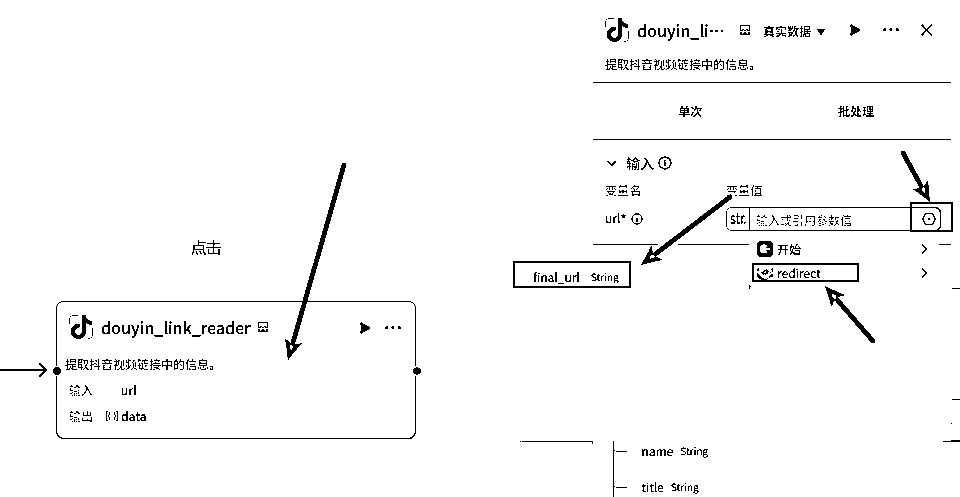 douyin_li···
真实数据
提取抖音视频链接中的信息。
单次
批处理
输入
变量名
变量值
url*
str.
输入或引用参数值
开始
redirect
final_url String
name String
title String
点击
douyin_link_reader
提取抖音视频链接中的信息。
输入 url
输出 data